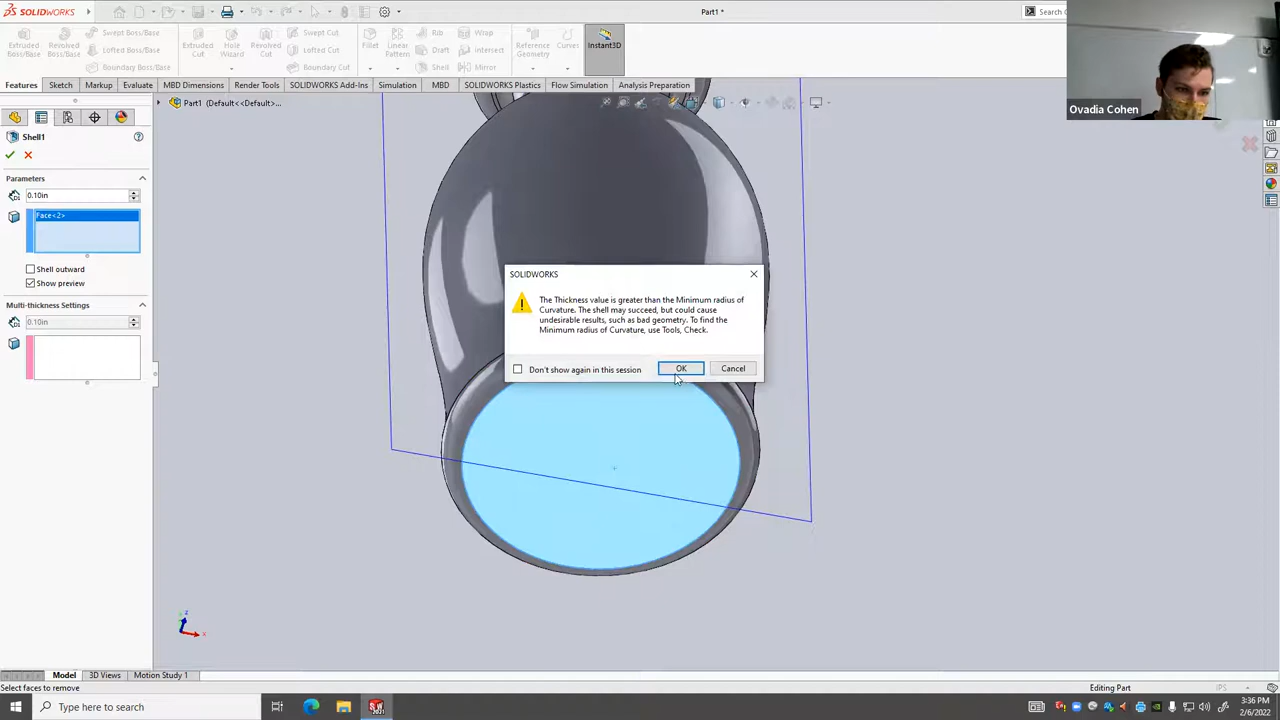 SOLIDWORKS
Part1 *
Search C
Extruded Boss/Base
Revolved Boss/Base
Swept Boss/Base
Lofted Boss/Base
Boundary Boss/Base
Extruded Cut
Hole Wizard
Revolved Cut
Swept Cut
Lofted Cut
Boundary Cut
Fillet
Linear Pattern
Rib
Draft
Shell
Wrap
Intersect
Mirror
Reference Geometry
Curves
Instant3D
Features
Sketch
Markup
Evaluate
MBD Dimensions
Render Tools
SOLIDWORKS Add-Ins
Simulation
MBD
SOLIDWORKS Plastics
Flow Simulation
Analysis Preparation
Ovadia Cohen
Part1 (Default<<Default>...
Shell1
Parameters
0.10in
Face<2>
Shell outward
Show preview
Multi-thickness Settings
0.10in
SOLIDWORKS
The Thickness value is greater than the Minimum radius of
Curvature. The shell may succeed, but could cause
undesirable results, such as bad geometry. To find the
Minimum radius of Curvature, use Tools, Check.
Don't show again in this session
OK
Cancel
Z
X
Model
3D Views
Motion Study 1
Select faces to remove
Editing Part
IPS
Type here to search
SW
2021
3:36 PM
2/6/2022